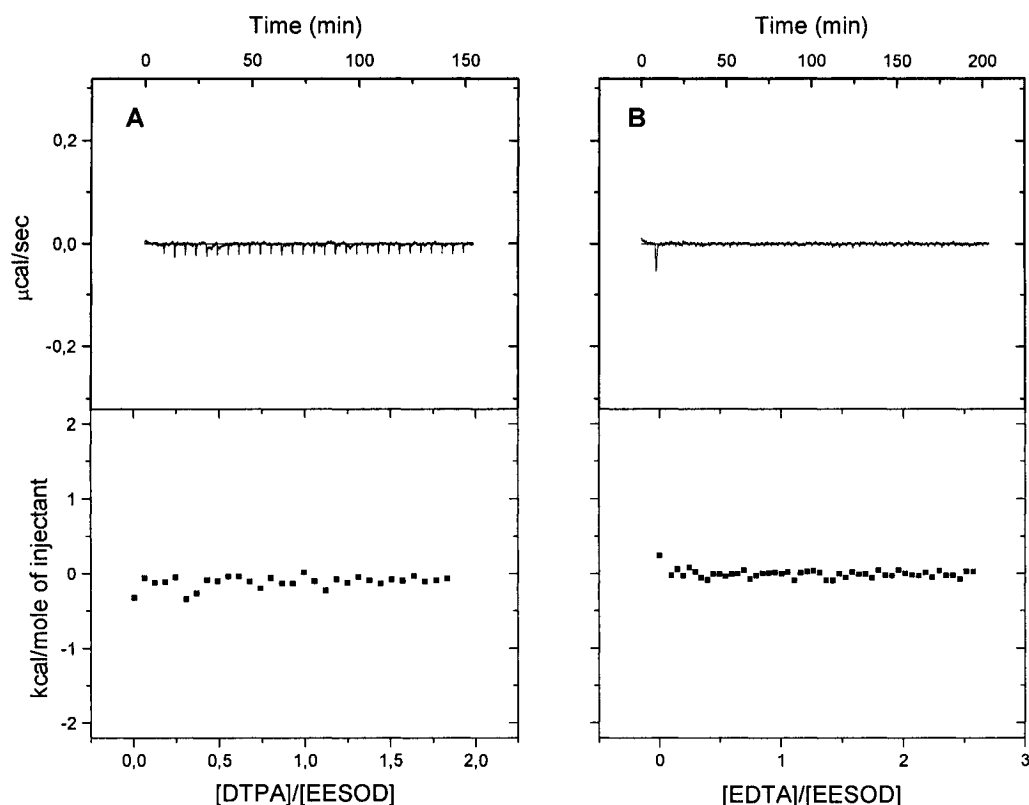 Time (min)
0 50 100 150
A
0,2
0,0
-0,2
μcal/sec
2
1
0
-1
-2
kcal/mole of injectant
0,0 0,5 1,0 1,5 2,0
[DTPA]/[EESOD]
Time (min)
0 50 100 150 200
B
0 1 2 3
[EDTA]/[EESOD]